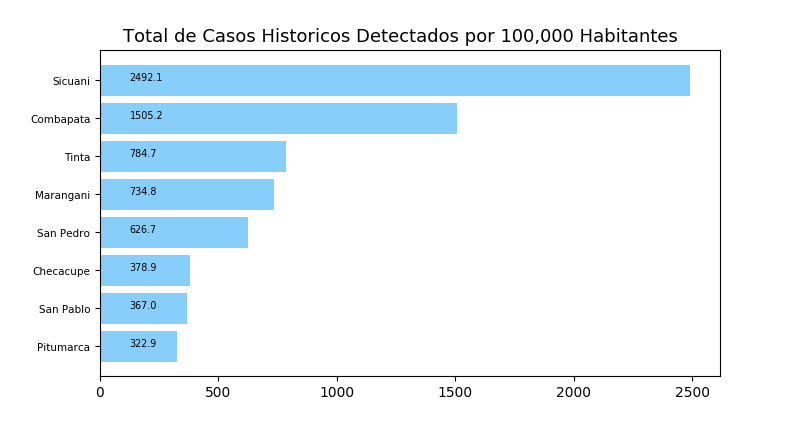 Total de Casos Historicos Detectados por 100,000 Habitantes
Sicuani 2492.1
Combapata 1505.2
Tinta 784.7
Marangani 734.8
San Pedro 626.7
Checacupe 378.9
San Pablo 367.0
Pitumarca 322.9
0 500 1000 1500 2000 2500